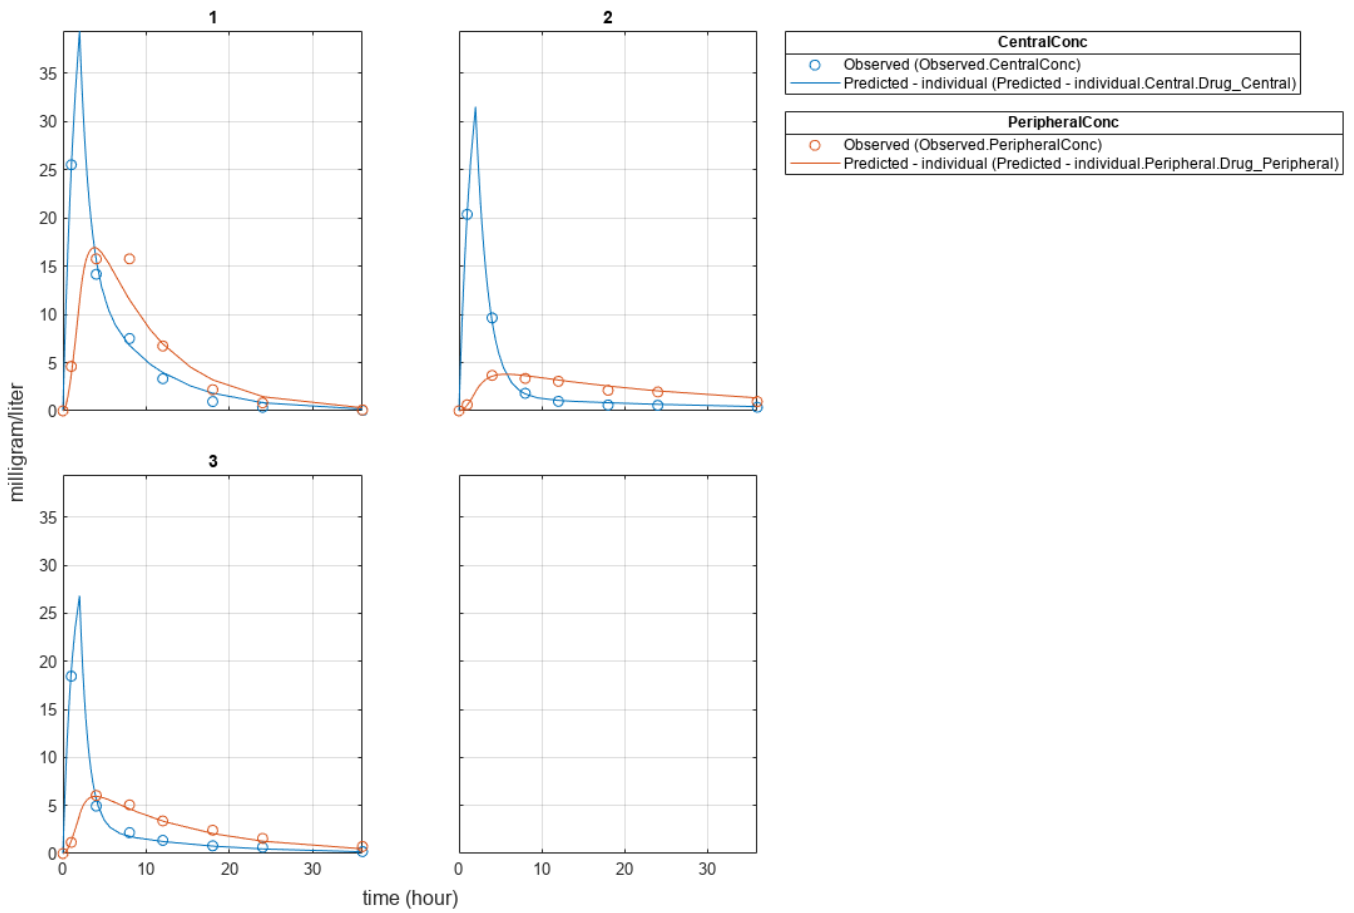 1
2
CentralConc
Observed (Observed.CentralConc)
Predicted - individual (Predicted - individual.Central.Drug_Central)
PeripheralConc
Observed (Observed.PeripheralConc)
Predicted - individual (Predicted - individual.Peripheral.Drug_Peripheral)
35
30
25
20
15
10
5
0
milligram/liter
3
35
30
25
20
15
10
5
0
0 10 20 30
0 10 20 30
time (hour)